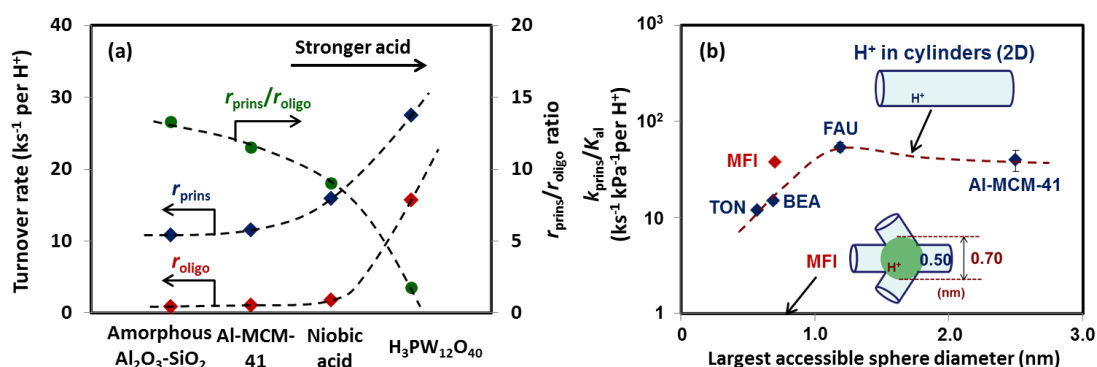 (a)
Stronger acid
r_prins/r_oligo
r_prins
r_oligo
Turnover rate (ks⁻¹ per H⁺)
40
30
20
10
0
20
15
10
5
0
r_prins/r_oligo ratio
Amorphous
Al₂O₃-SiO₂
Al-MCM-
41
Niobic
acid
H₃PW₁₂O₄₀
(b)
H⁺ in cylinders (2D)
H⁺
FAU
MFI
Al-MCM-41
TON
BEA
MFI
H⁺
0.50
0.70
(nm)
k_prins/K_al
(ks⁻¹ kPa⁻¹per H⁺)
10³
10²
10
1
0
1.0
2.0
3.0
Largest accessible sphere diameter (nm)